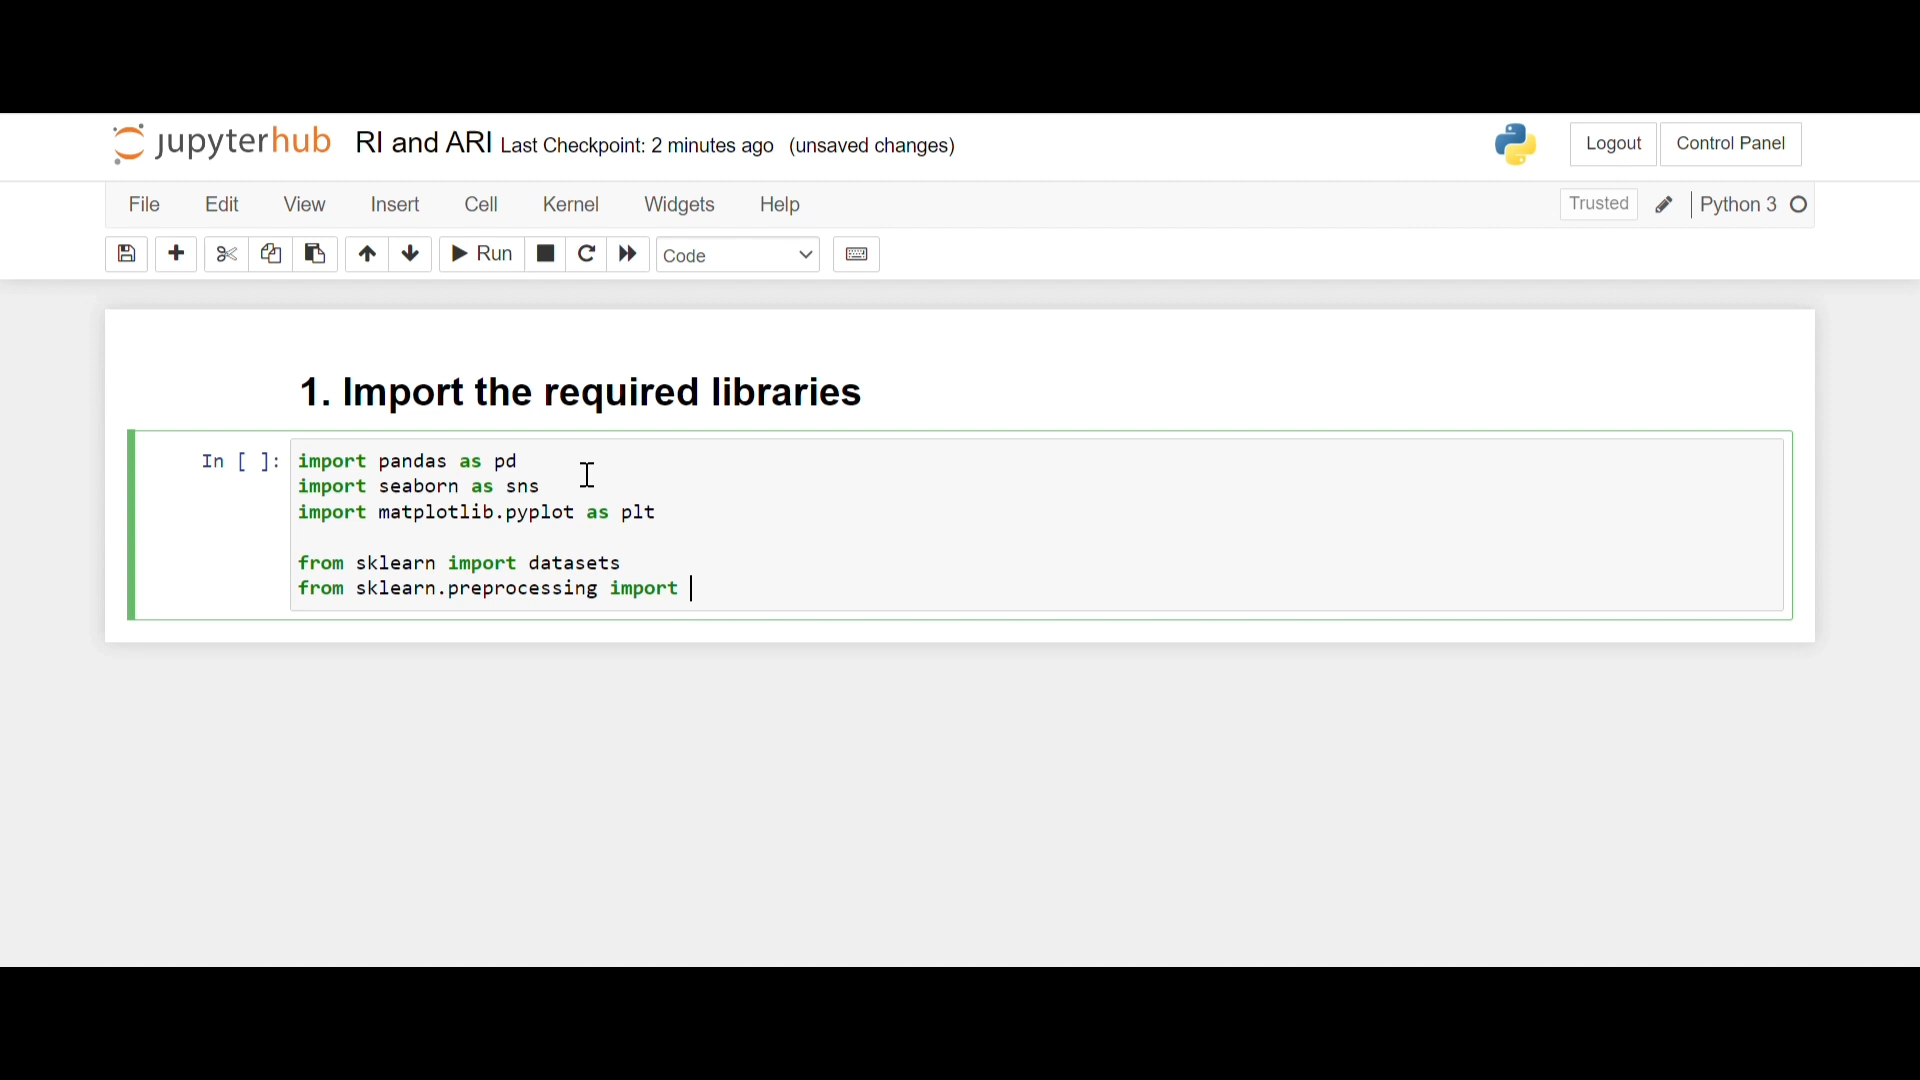 jupyterhub RI and ARI Last Checkpoint: 2 minutes ago (unsaved changes) Logout Control Panel
File Edit View Insert Cell Kernel Widgets Help Trusted Python 3
Run Code
1. Import the required libraries
In [ ]: import pandas as pd
import seaborn as sns
import matplotlib.pyplot as plt
from sklearn import datasets
from sklearn.preprocessing import